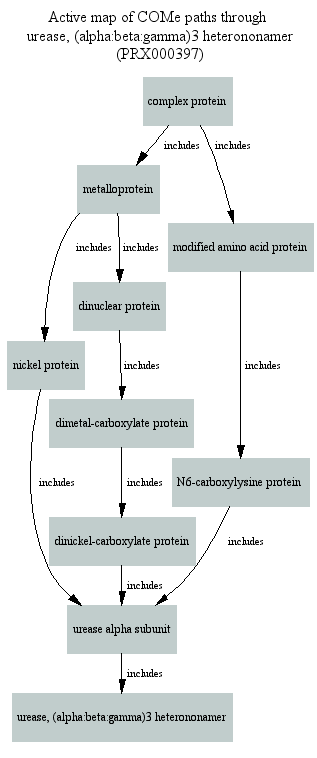 Active map of COMe paths through
urease, (alpha:beta:gamma)3 heterononamer
(PRX000397)
complex protein
includes
includes
metalloprotein
includes
includes
modified amino acid protein
dinuclear protein
nickel protein
includes
includes
dimetal-carboxylate protein
includes
includes
N6-carboxylysine protein
dinickel-carboxylate protein
includes
includes
urease alpha subunit
includes
urease, (alpha:beta:gamma)3 heterononamer